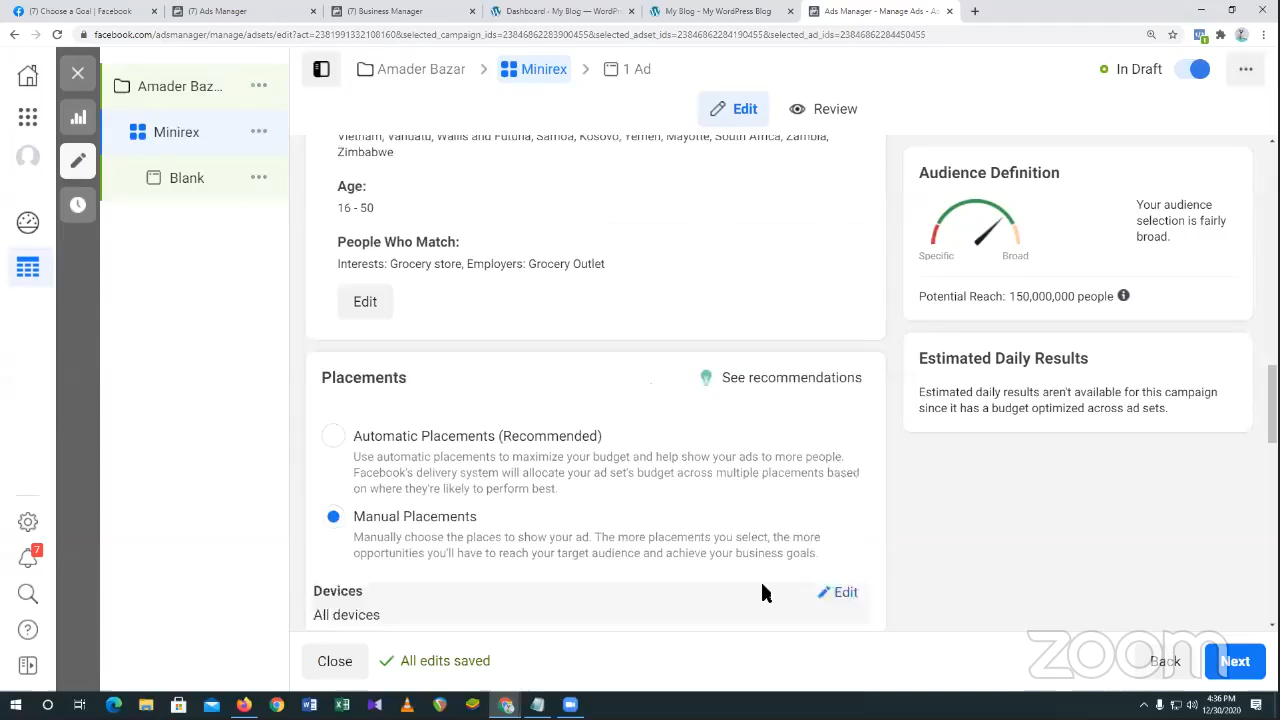 (7) Choose a Goal | Facebook
(7) Ads Manager
(7) Business Manager
Dashboard ‹ My Blog — WordPr
My Blog – My WordPress Blog
Ads Manager - Manage Ads - Ad
facebook.com/adsmanager/manage/adsets/edit?act=238199133210816&selected_campaign_ids=23846862283900455&selected_adset_ids=23846862284190455&selected_ad_ids=23846862284450455
Amader Baz...
Minirex
Blank
7
Amader Bazar
Minirex
1 Ad
In Draft
Edit
Review
Vietnam, Vanuatu, Wallis and Futuna, Samoa, Kosovo, Yemen, Mayotte, South Africa, Zambia,
Zimbabwe
Age:
16 - 50
People Who Match:
Interests: Grocery store, Employers: Grocery Outlet
Edit
Placements
See recommendations
Automatic Placements (Recommended)
Use automatic placements to maximize your budget and help show your ads to more people.
Facebook's delivery system will allocate your ad set's budget across multiple placements based
on where they're likely to perform best.
Manual Placements
Manually choose the places to show your ad. The more placements you select, the more
opportunities you'll have to reach your target audience and achieve your business goals.
Devices
Edit
All devices
Audience Definition
Your audience
selection is fairly
broad.
Specific
Broad
Potential Reach: 150,000,000 people
Estimated Daily Results
Estimated daily results aren't available for this campaign
since it has a budget optimized across ad sets.
Close
All edits saved
zoom
Back
Next
4:36 PM
12/30/2020